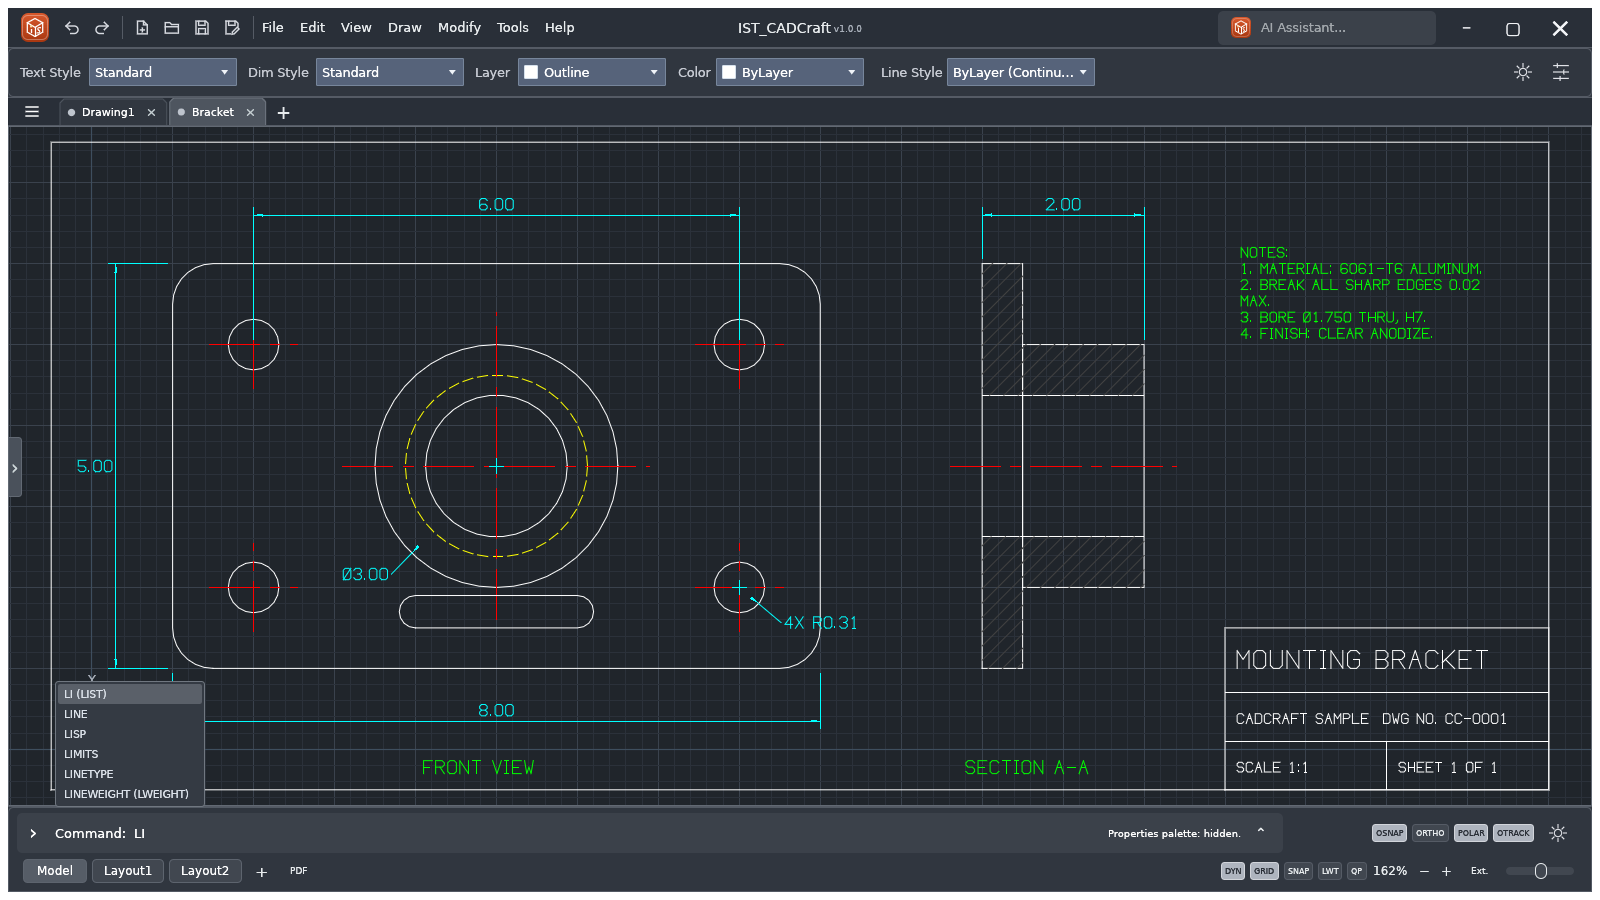 File Edit View Draw Modify Tools Help
IST_CADCraft v1.0.0
AI Assistant...
Text Style Standard Dim Style Standard Layer Outline Color ByLayer Line Style ByLayer (Continu...
Drawing1 Bracket
6.00
2.00
NOTES:
1. MATERIAL: 6061-T6 ALUMINUM.
2. BREAK ALL SHARP EDGES 0.02
MAX.
3. BORE Ø1.750 THRU, H7.
4. FINISH: CLEAR ANODIZE.
5.00
Ø3.00
4X R0.31
Y
8.00
FRONT VIEW
SECTION A-A
MOUNTING BRACKET
CADCRAFT SAMPLE DWG NO. CC-0001
SCALE 1:1 SHEET 1 OF 1
LI (LIST)
LINE
LISP
LIMITS
LINETYPE
LINEWEIGHT (LWEIGHT)
Command: LI
Properties palette: hidden.
OSNAP ORTHO POLAR OTRACK
Model Layout1 Layout2 + PDF
DYN GRID SNAP LWT QP 162% − + Ext.